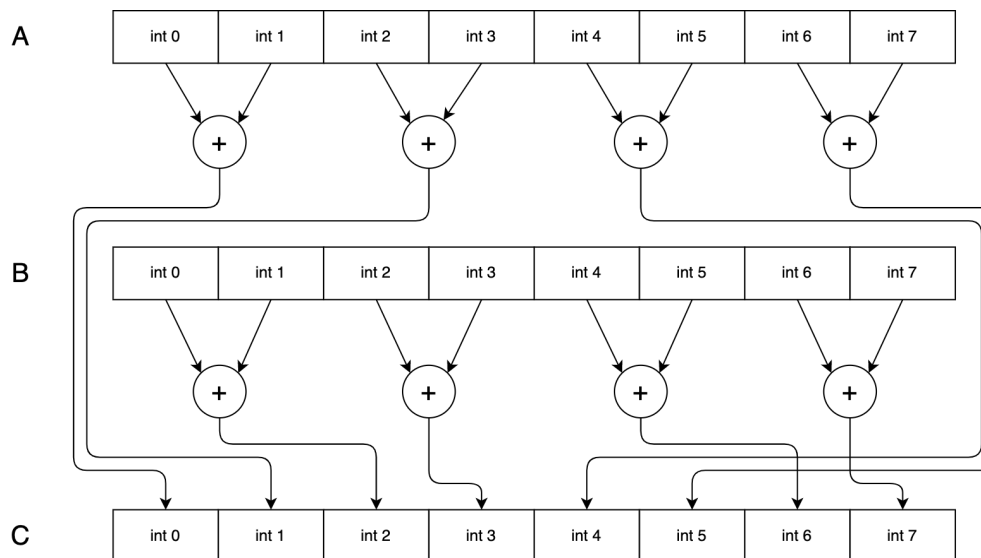 A int 0 int 1 int 2 int 3 int 4 int 5 int 6 int 7
+ + + +
B int 0 int 1 int 2 int 3 int 4 int 5 int 6 int 7
+ + + +
C int 0 int 1 int 2 int 3 int 4 int 5 int 6 int 7